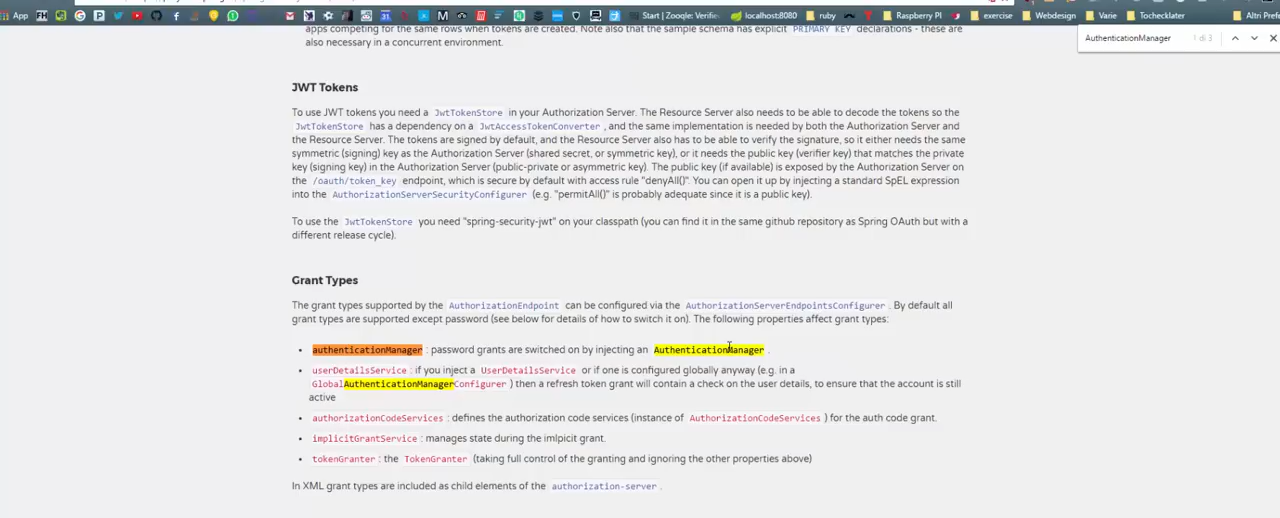 App
Start | Zooqle: Verifie
localhost8080
ruby
Raspberry PI
exercise
Webdesign
Varie
Tochecklater
Altri Prefe
AuthenticationManager 1 di 3
apps competing for the same rows when tokens are created. Note also that the sample schema has explicit PRIMARY KEY declarations - these are
also necessary in a concurrent environment.
JWT Tokens
To use JWT tokens you need a JwtTokenStore in your Authorization Server. The Resource Server also needs to be able to decode the tokens so the
JwtTokenStore has a dependency on a JwtAccessTokenConverter, and the same implementation is needed by both the Authorization Server and
the Resource Server. The tokens are signed by default, and the Resource Server also has to be able to verify the signature, so it either needs the same
symmetric (signing) key as the Authorization Server (shared secret, or symmetric key), or it needs the public key (verifier key) that matches the private
key (signing key) in the Authorization Server (public-private or asymmetric key). The public key (if available) is exposed by the Authorization Server on
the /oauth/token_key endpoint, which is secure by default with access rule "denyAll()". You can open it up by injecting a standard SpEL expression
into the AuthorizationServerSecurityConfigurer (e.g. "permitAll()" is probably adequate since it is a public key).
To use the JwtTokenStore you need "spring-security-jwt" on your classpath (you can find it in the same github repository as Spring OAuth but with a
different release cycle).
Grant Types
The grant types supported by the AuthorizationEndpoint can be configured via the AuthorizationServerEndpointsConfigurer. By default all
grant types are supported except password (see below for details of how to switch it on). The following properties affect grant types:
• authenticationManager : password grants are switched on by injecting an AuthenticationManager.
• userDetailsService : if you inject a UserDetailsService or if one is configured globally anyway (e.g. in a
GlobalAuthenticationManagerConfigurer) then a refresh token grant will contain a check on the user details, to ensure that the account is still
active
• authorizationCodeServices : defines the authorization code services (instance of AuthorizationCodeServices) for the auth code grant.
• implicitGrantService : manages state during the imlpicit grant.
• tokenGranter : the TokenGranter (taking full control of the granting and ignoring the other properties above)
In XML grant types are included as child elements of the authorization-server.